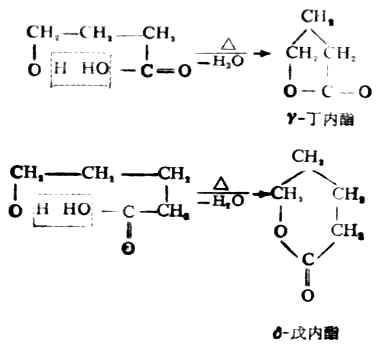 CH₂
CH₂—CH₂—CH₂
△
CH₂ CH₂
O H HO—C=O
—H₂O
O—C=O
γ-丁内酯
CH₂
CH₂—CH₂—CH₂
△
CH₂ CH₂
O H HO—C—CH₂
—H₂O
O CH₂
O
C
O
δ-戊内酯